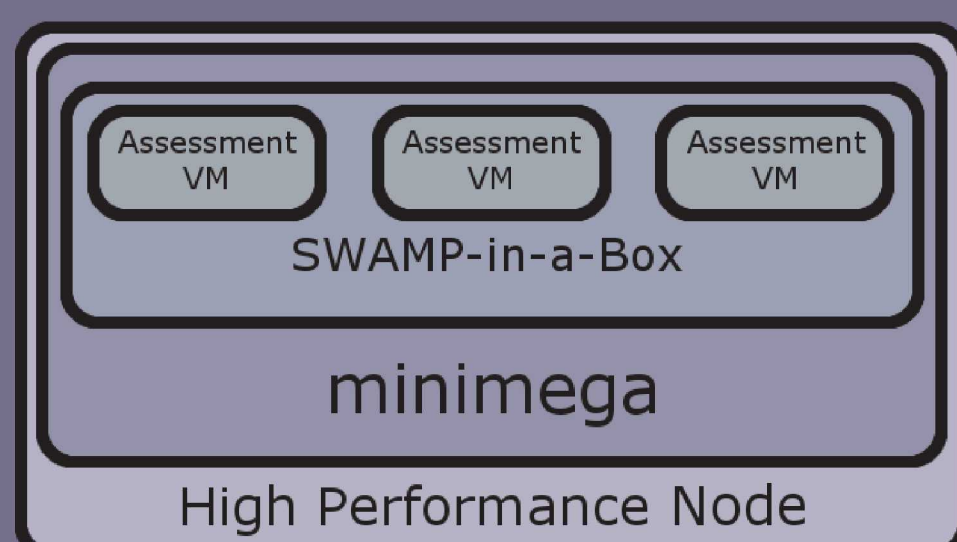 Assessment
VM
Assessment
VM
Assessment
VM
SWAMP-in-a-Box
minimega
High Performance Node